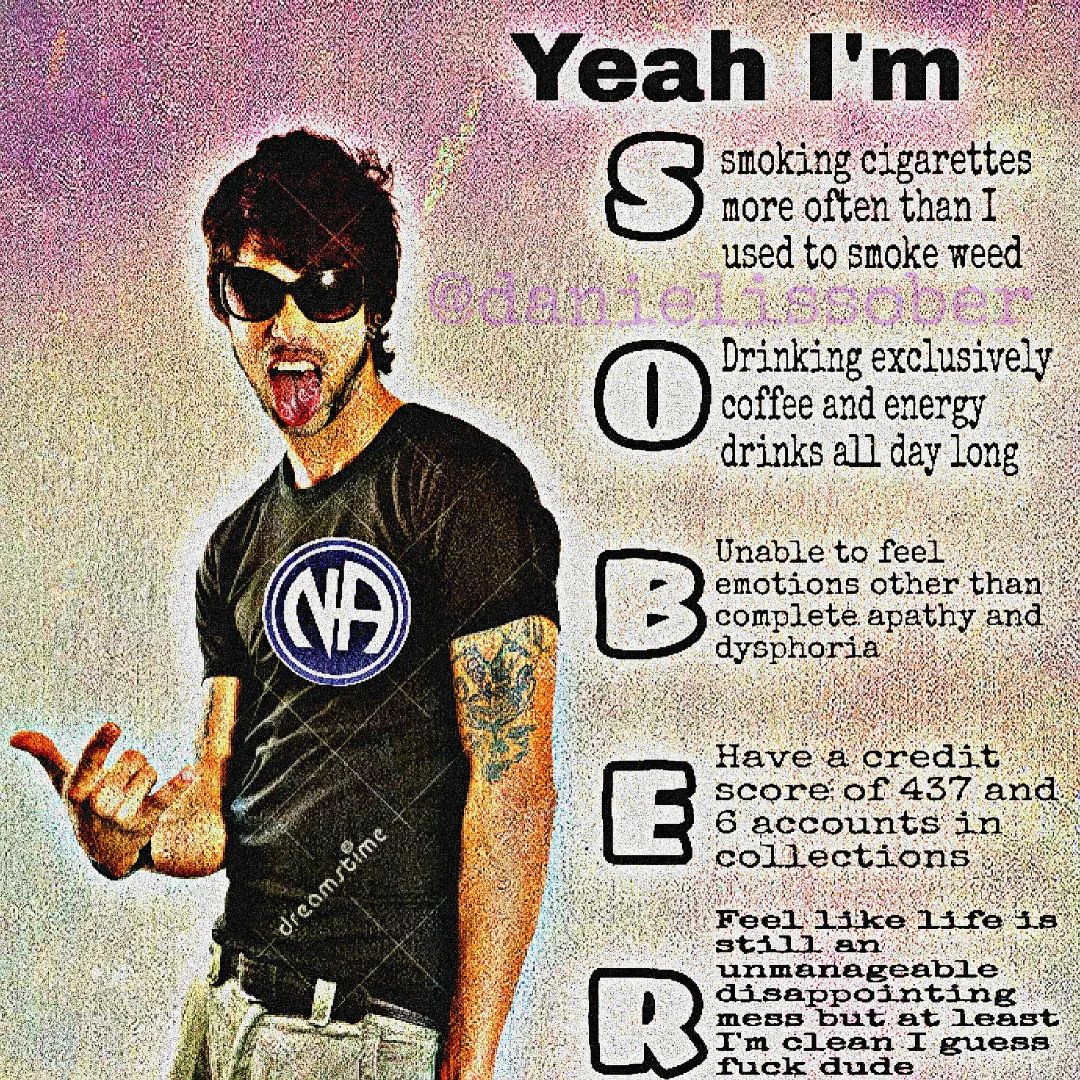 Yeah I'm
S
smoking cigarettes
more often than I
used to smoke weed
@danielissober
O
Drinking exclusively
coffee and energy
drinks all day long
B
Unable to feel
emotions other than
complete apathy and
dysphoria
E
Have a credit
score of 437 and
6 accounts in
collections
R
Feel like life is
still an
unmanageable
disappointing
mess but at least
I'm clean I guess
fuck dude
NA
dreamstime